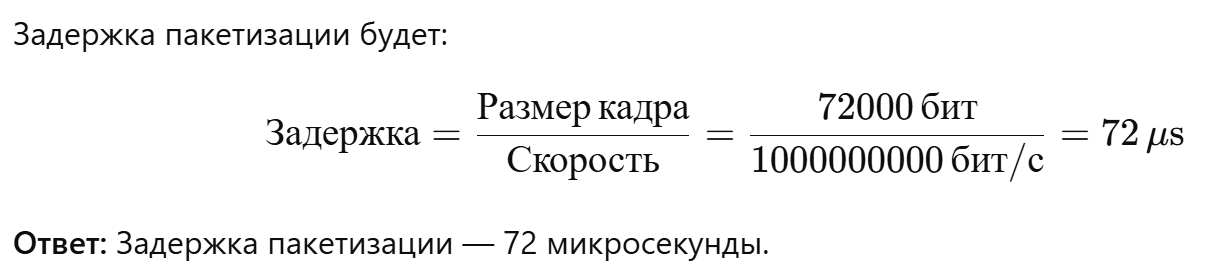 Задержка пакетизации будет:
Задержка = Размер кадра / Скорость = 72000 бит / 1000000000 бит/с = 72 μs
Ответ: Задержка пакетизации — 72 микросекунды.